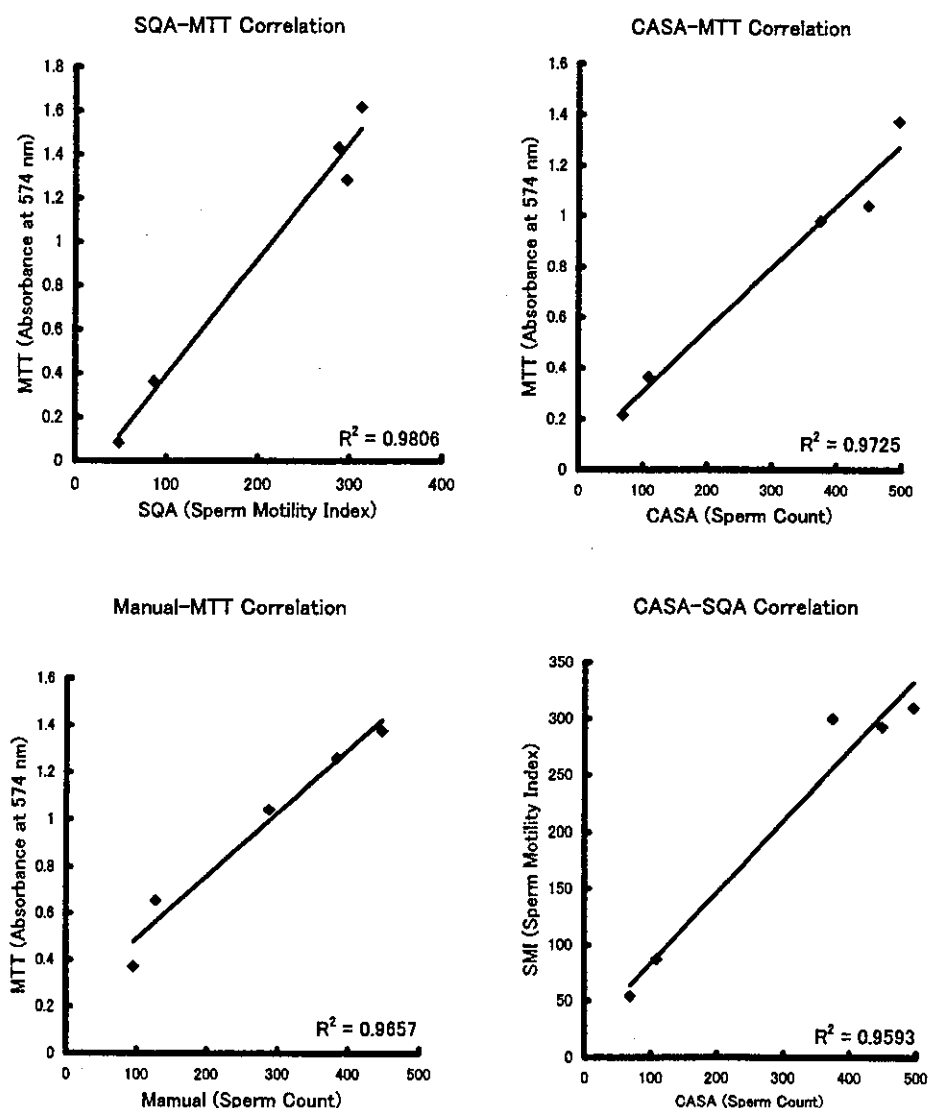 SQA-MTT Correlation
MTT (Absorbance at 574 nm)
1.8
1.6
1.4
1.2
1
0.8
0.6
0.4
0.2
0
R² = 0.9806
0 100 200 300 400
SQA (Sperm Motility Index)
CASA-MTT Correlation
MTT (Absorbance at 574 nm)
1.6
1.4
1.2
1
0.8
0.6
0.4
0.2
0
R² = 0.9725
0 100 200 300 400 500
CASA (Sperm Count)
Manual-MTT Correlation
MTT (Absorbance at 574 nm)
1.6
1.4
1.2
1
0.8
0.6
0.4
0.2
0
R² = 0.9657
0 100 200 300 400 500
Manual (Sperm Count)
CASA-SQA Correlation
SMI (Sperm Motility Index)
350
300
250
200
150
100
50
0
R² = 0.9593
0 100 200 300 400 500
CASA (Sperm Count)